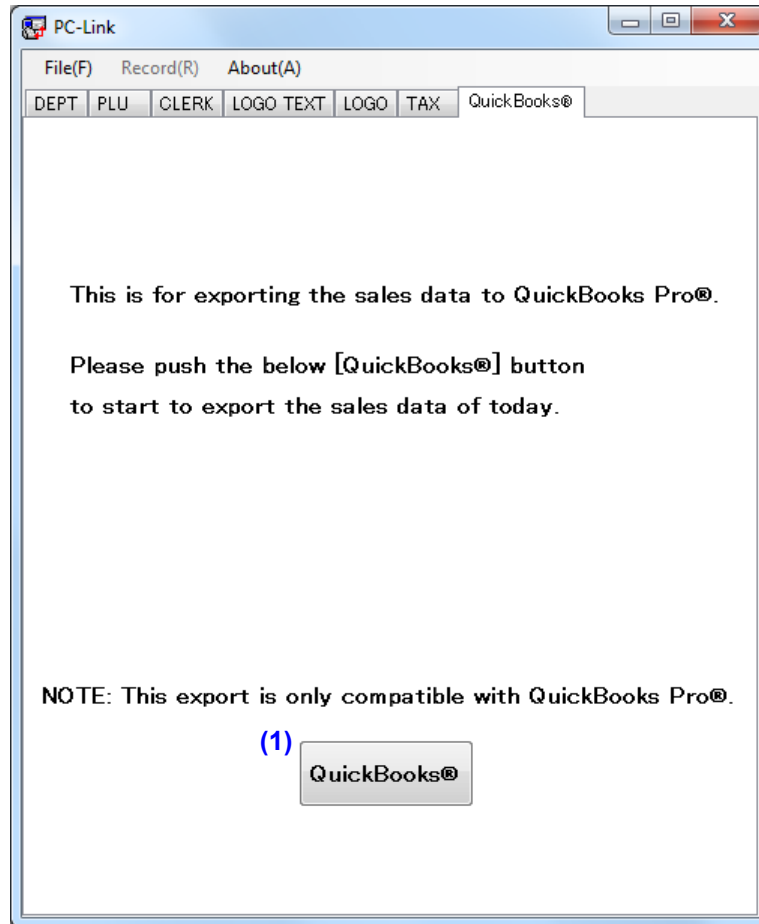 PC-Link
File(F) Record(R) About(A)
DEPT PLU CLERK LOGO TEXT LOGO TAX QuickBooks®
This is for exporting the sales data to QuickBooks Pro®.
Please push the below [QuickBooks®] button
to start to export the sales data of today.
NOTE: This export is only compatible with QuickBooks Pro®.
(1)
QuickBooks®